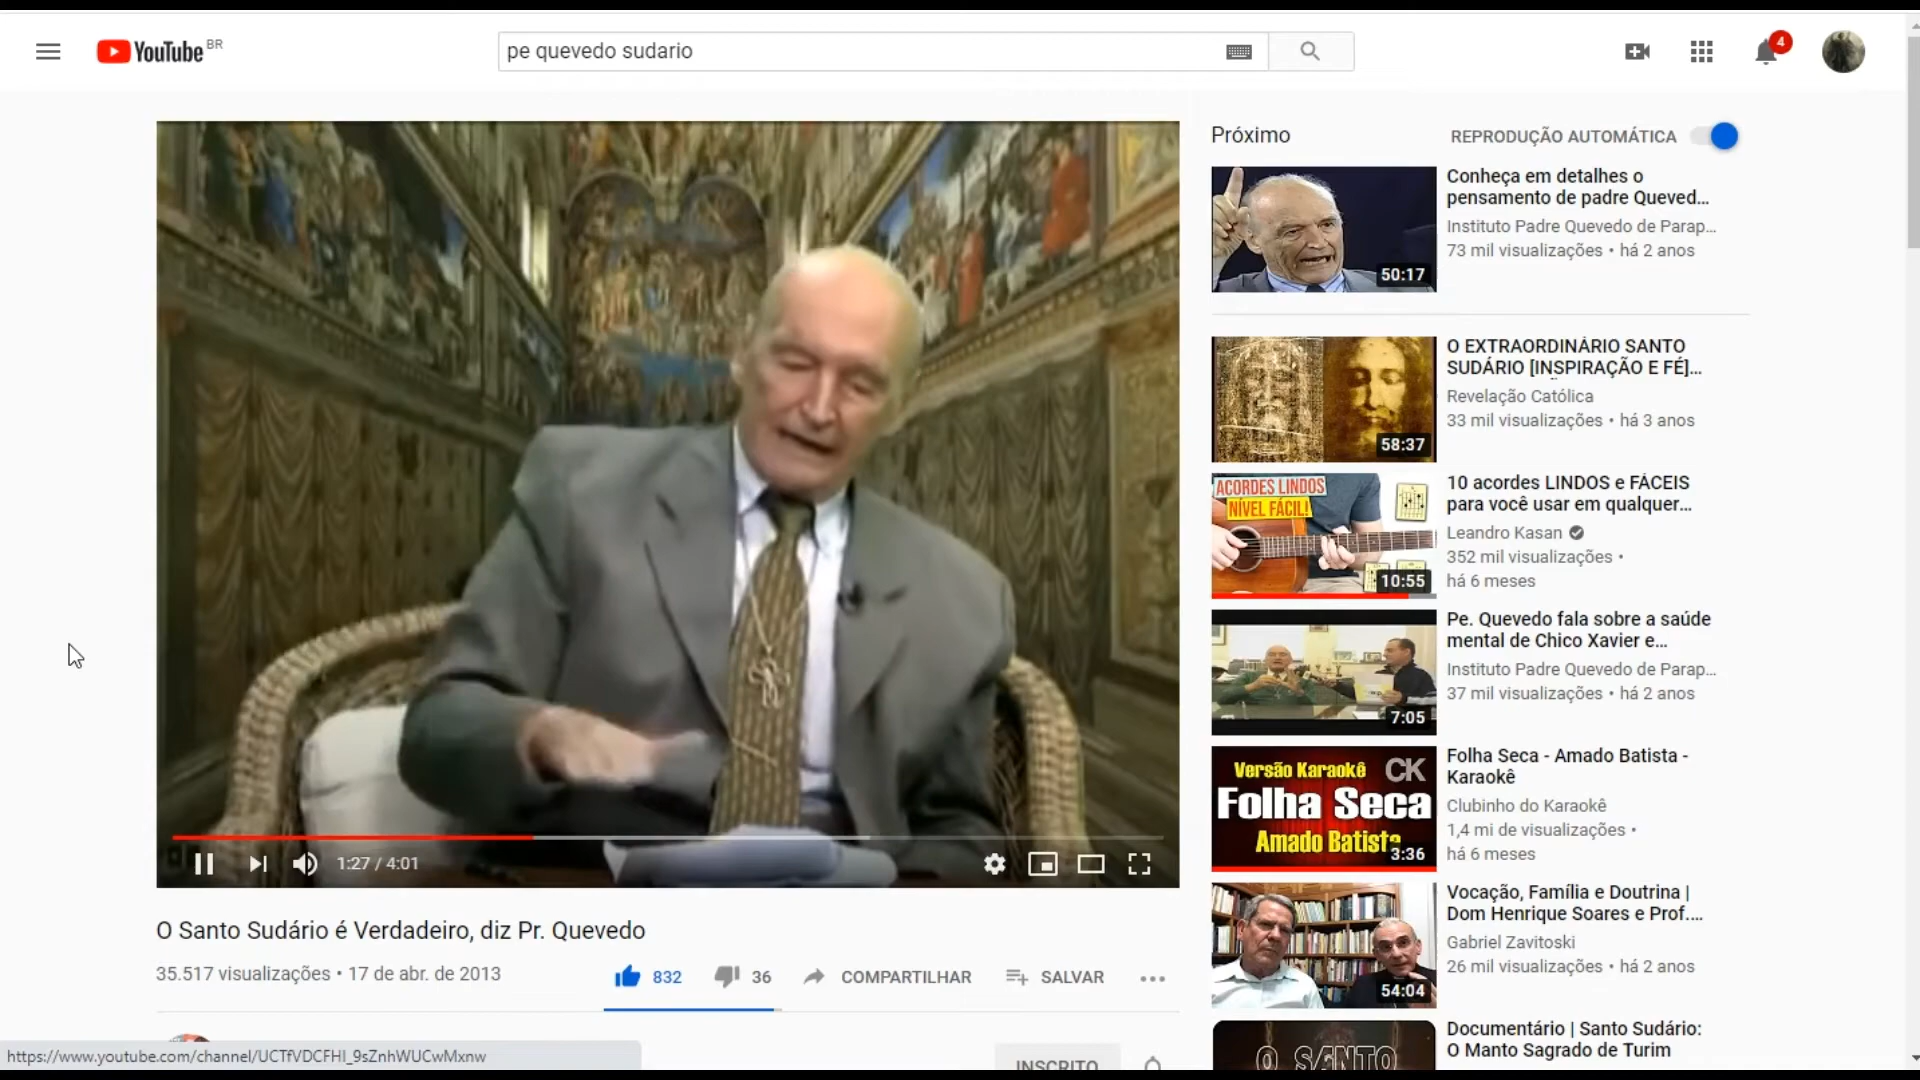 YouTube BR
pe quevedo sudario
4
1:27 / 4:01
O Santo Sudário é Verdadeiro, diz Pr. Quevedo
35.517 visualizações • 17 de abr. de 2013
832
36
COMPARTILHAR
SALVAR
INSCRITO
https://www.youtube.com/channel/UCTfVDCFHI_9sZnhWUCwMxnw
Próximo
REPRODUÇÃO AUTOMÁTICA
50:17
Conheça em detalhes o
pensamento de padre Queved...
Instituto Padre Quevedo de Parap...
73 mil visualizações • há 2 anos
58:37
O EXTRAORDINÁRIO SANTO
SUDÁRIO [INSPIRAÇÃO E FÉ]...
Revelação Católica
33 mil visualizações • há 3 anos
ACORDES LINDOS
NÍVEL FÁCIL!
10:55
10 acordes LINDOS e FÁCEIS
para você usar em qualquer...
Leandro Kasan
352 mil visualizações •
há 6 meses
7:05
Pe. Quevedo fala sobre a saúde
mental de Chico Xavier e...
Instituto Padre Quevedo de Parap...
37 mil visualizações • há 2 anos
Versão Karaokê CK
Folha Seca
Amado Batista
3:36
Folha Seca - Amado Batista -
Karaokê
Clubinho do Karaokê
1,4 mi de visualizações •
há 6 meses
54:04
Vocação, Família e Doutrina |
Dom Henrique Soares e Prof....
Gabriel Zavitoski
26 mil visualizações • há 2 anos
O SANTO
Documentário | Santo Sudário:
O Manto Sagrado de Turim